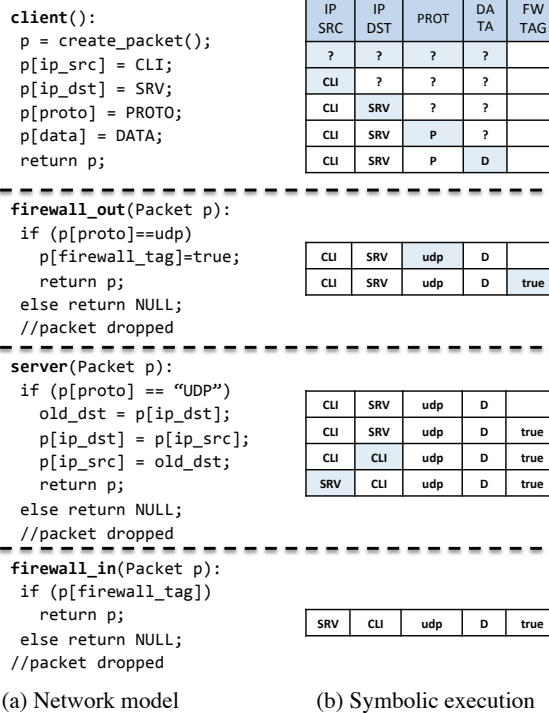 client():
p = create_packet();
p[ip_src] = CLI;
p[ip_dst] = SRV;
p[proto] = PROTO;
p[data] = DATA;
return p;
IP SRC IP DST PROT DA TA FW TAG
? ? ? ?
CLI ? ? ?
CLI SRV ? ?
CLI SRV P ?
CLI SRV P D
firewall_out(Packet p):
if (p[proto]==udp)
p[firewall_tag]=true;
return p;
else return NULL;
//packet dropped
CLI SRV udp D
CLI SRV udp D true
server(Packet p):
if (p[proto] == “UDP”)
old_dst = p[ip_dst];
p[ip_dst] = p[ip_src];
p[ip_src] = old_dst;
return p;
else return NULL;
//packet dropped
CLI SRV udp D
CLI SRV udp D true
CLI CLI udp D true
SRV CLI udp D true
firewall_in(Packet p):
if (p[firewall_tag])
return p;
else return NULL;
//packet dropped
SRV CLI udp D true
(a) Network model
(b) Symbolic execution